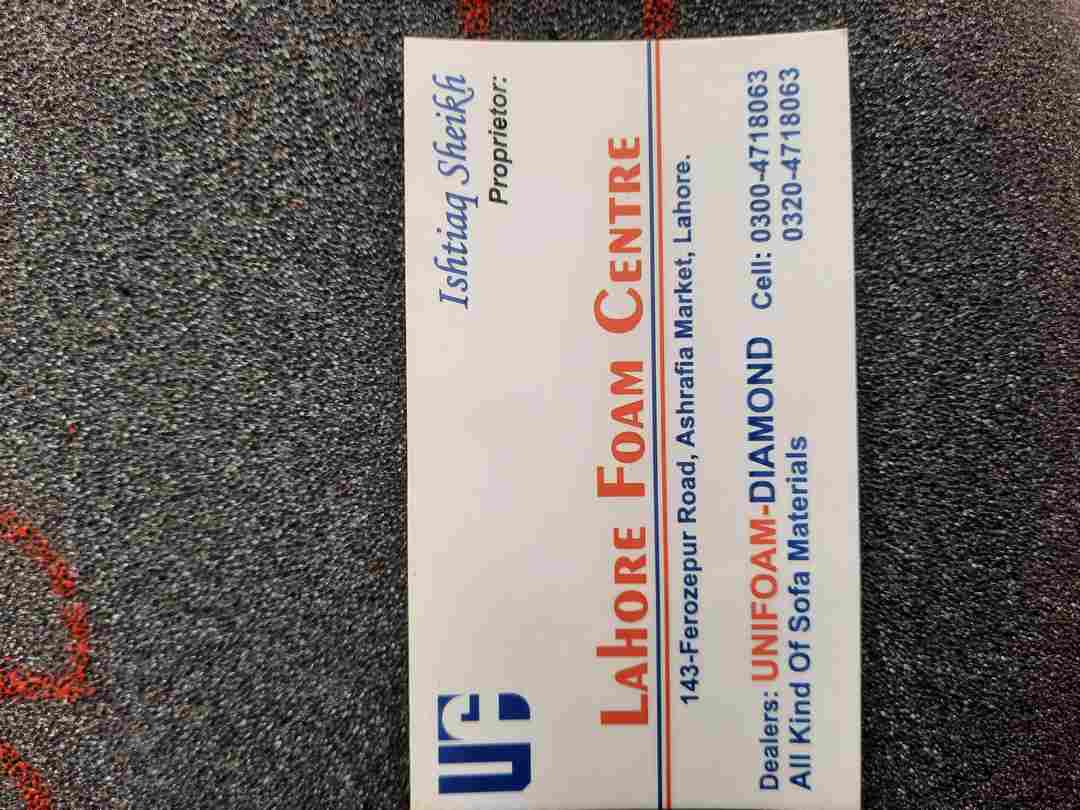 UF
Ishtiaq Sheikh
Proprietor:
LAHORE FOAM CENTRE
143-Ferozepur Road, Ashrafia Market, Lahore.
Dealers: UNIFOAM-DIAMOND Cell: 0300-4718063
All Kind Of Sofa Materials 0320-4718063